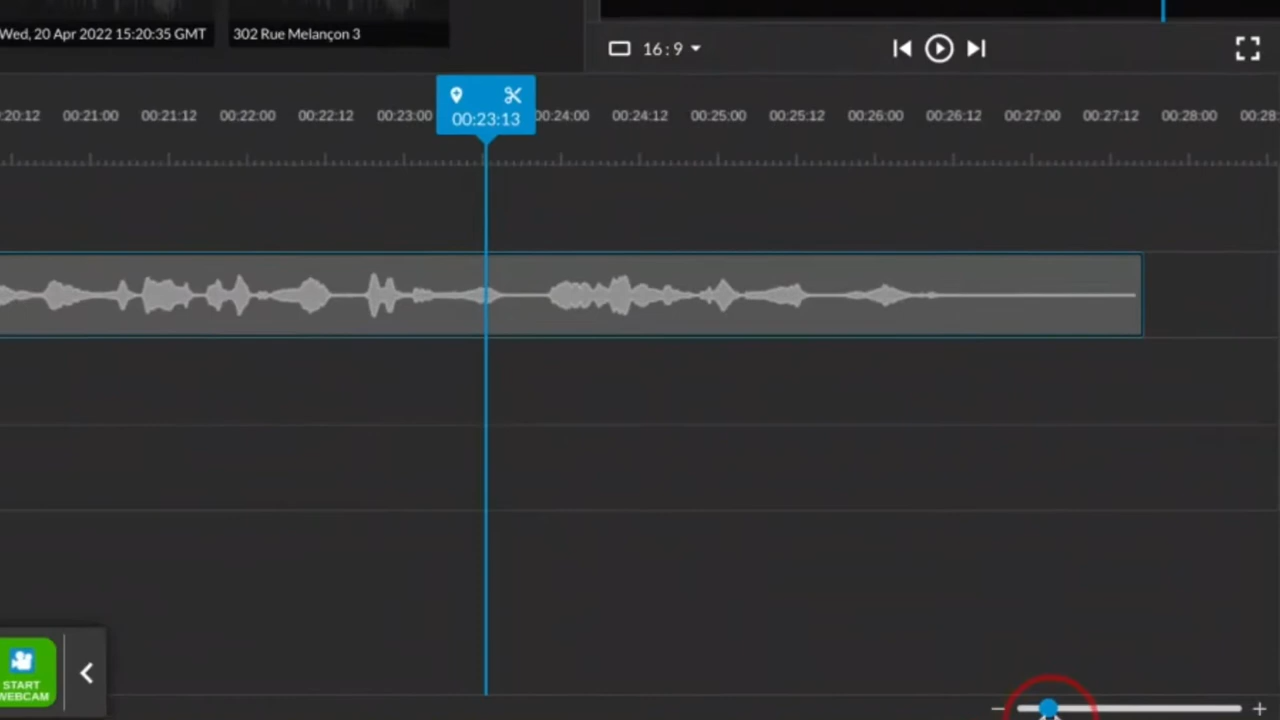 Wed, 20 Apr 2022 15:20:35 GMT
302 Rue Melançon 3
16:9
:20:12 00:21:00 00:21:12 00:22:00 00:22:12 00:23:00 00:23:13 00:24:00 00:24:12 00:25:00 00:25:12 00:26:00 00:26:12 00:27:00 00:27:12 00:28:00 00:28:
START
WEBCAM